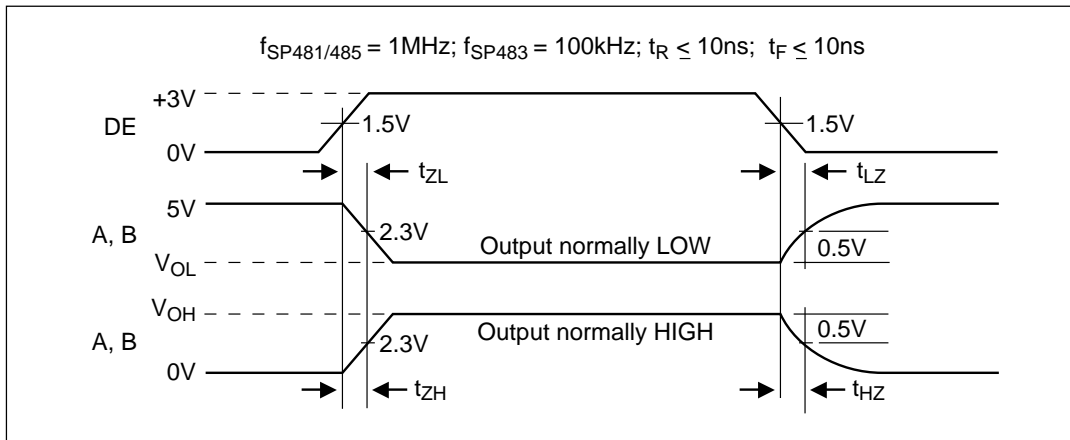 fSP481/485 = 1MHz; fSP483 = 100kHz; tR ≤ 10ns; tF ≤ 10ns
+3V
DE
1.5V
1.5V
0V
tZL
tLZ
5V
A, B
2.3V
Output normally LOW
0.5V
VOL
VOH
Output normally HIGH
0.5V
A, B
2.3V
0V
tZH
tHZ